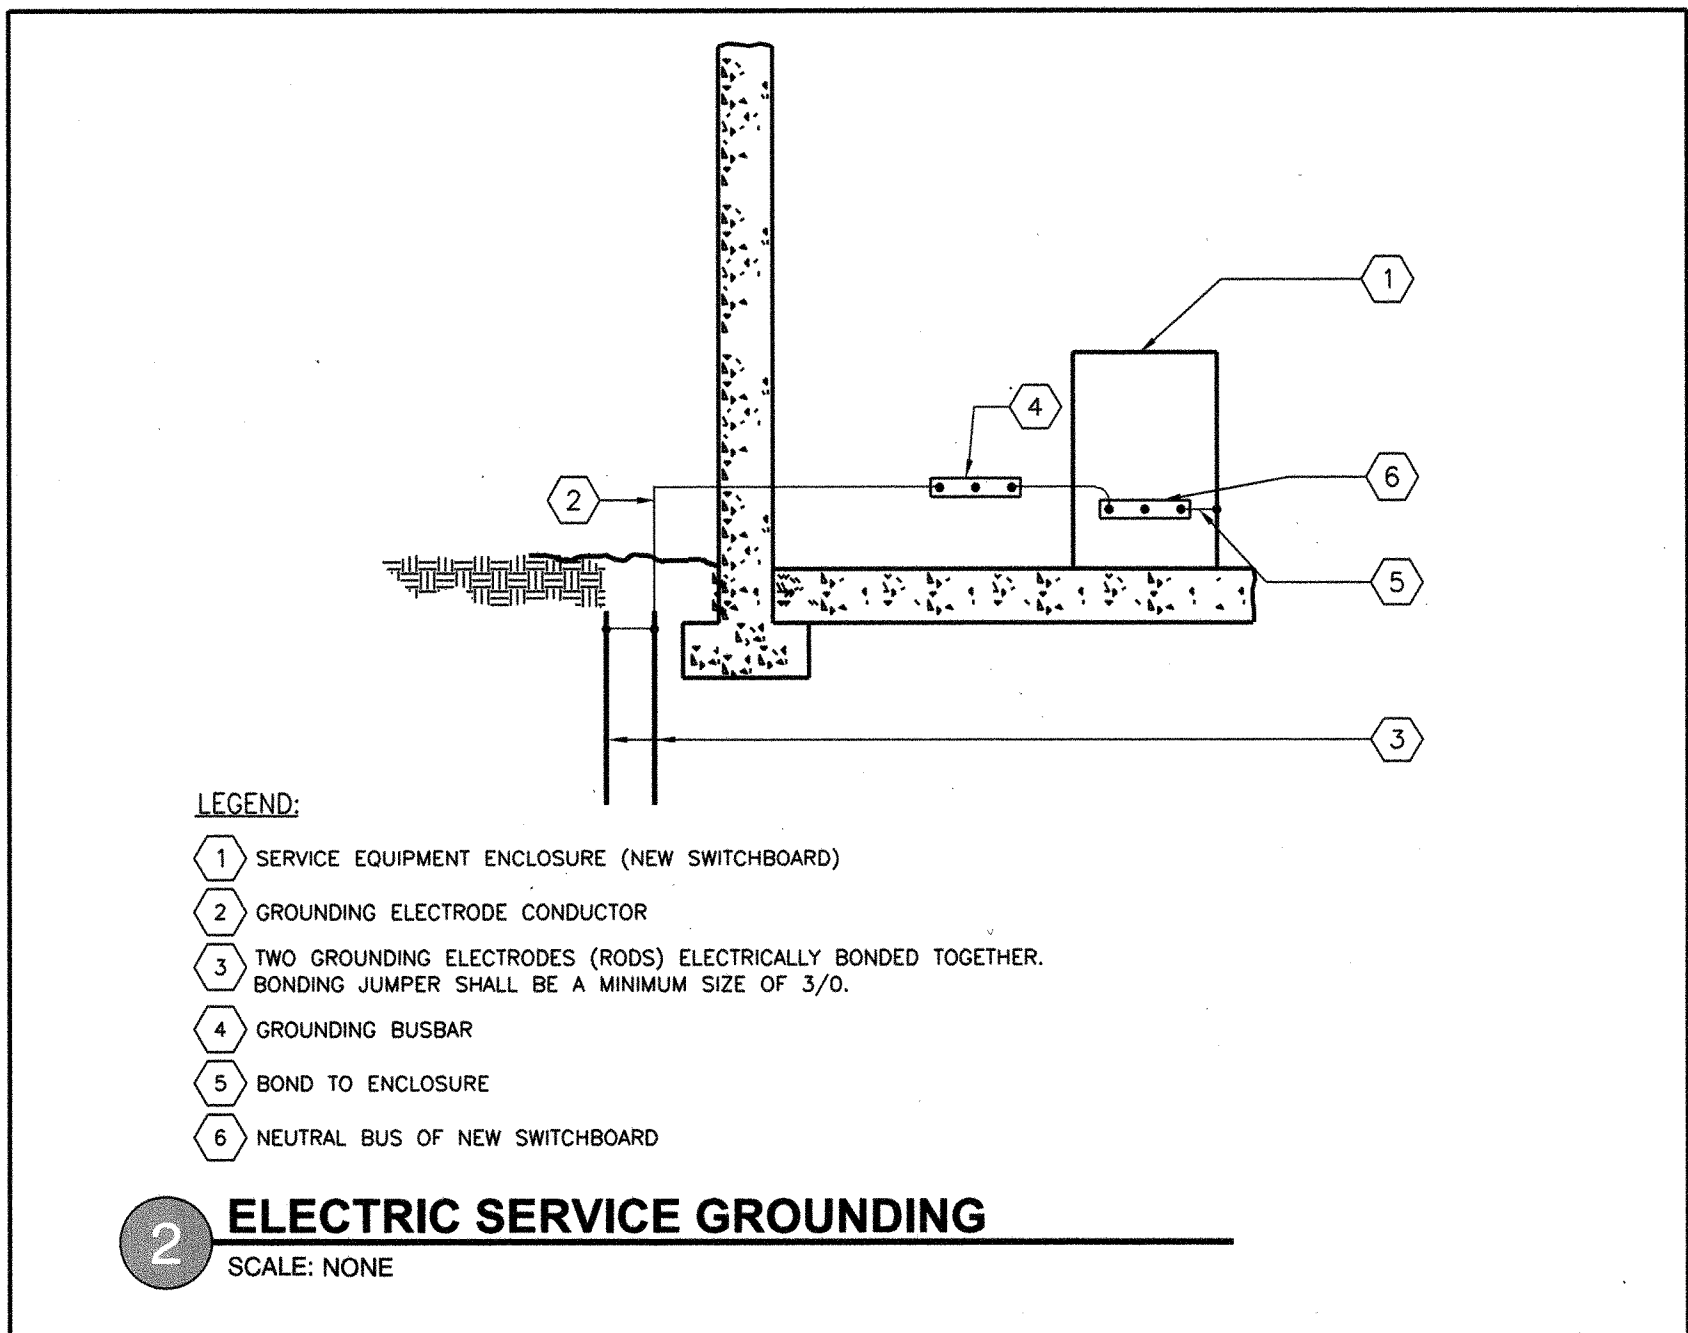 1
4
6
2
5
3
LEGEND:
1 SERVICE EQUIPMENT ENCLOSURE (NEW SWITCHBOARD)
2 GROUNDING ELECTRODE CONDUCTOR
3 TWO GROUNDING ELECTRODES (RODS) ELECTRICALLY BONDED TOGETHER.
BONDING JUMPER SHALL BE A MINIMUM SIZE OF 3/0.
4 GROUNDING BUSBAR
5 BOND TO ENCLOSURE
6 NEUTRAL BUS OF NEW SWITCHBOARD
2 ELECTRIC SERVICE GROUNDING
SCALE: NONE